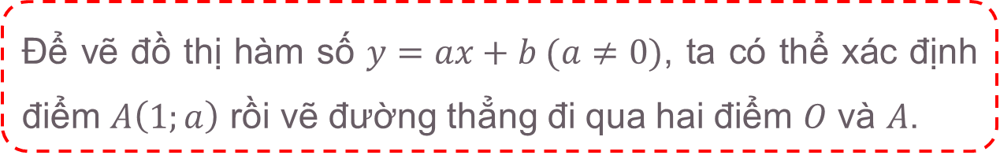 Để vẽ đồ thị hàm số y = ax + b (a ≠ 0), ta có thể xác định
điểm A(1; a) rồi vẽ đường thẳng đi qua hai điểm O và A.